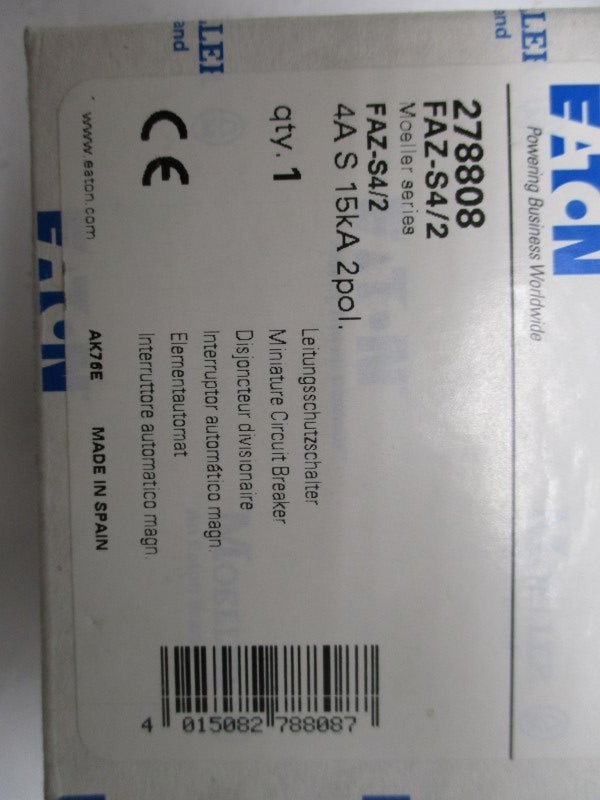 EATON
Powering Business Worldwide
278808
FAZ-S4/2
Moeller series
FAZ-S4/2
4A S 15kA 2pol.
qty. 1
Leitungsschutzschalter
Miniature Circuit Breaker
Disjoncteur divisionaire
Interruptor automático magn.
Elementautomat
Interruttore automatico magn.
CE
www.eaton.com
AK76E MADE IN SPAIN
4 015082 788087